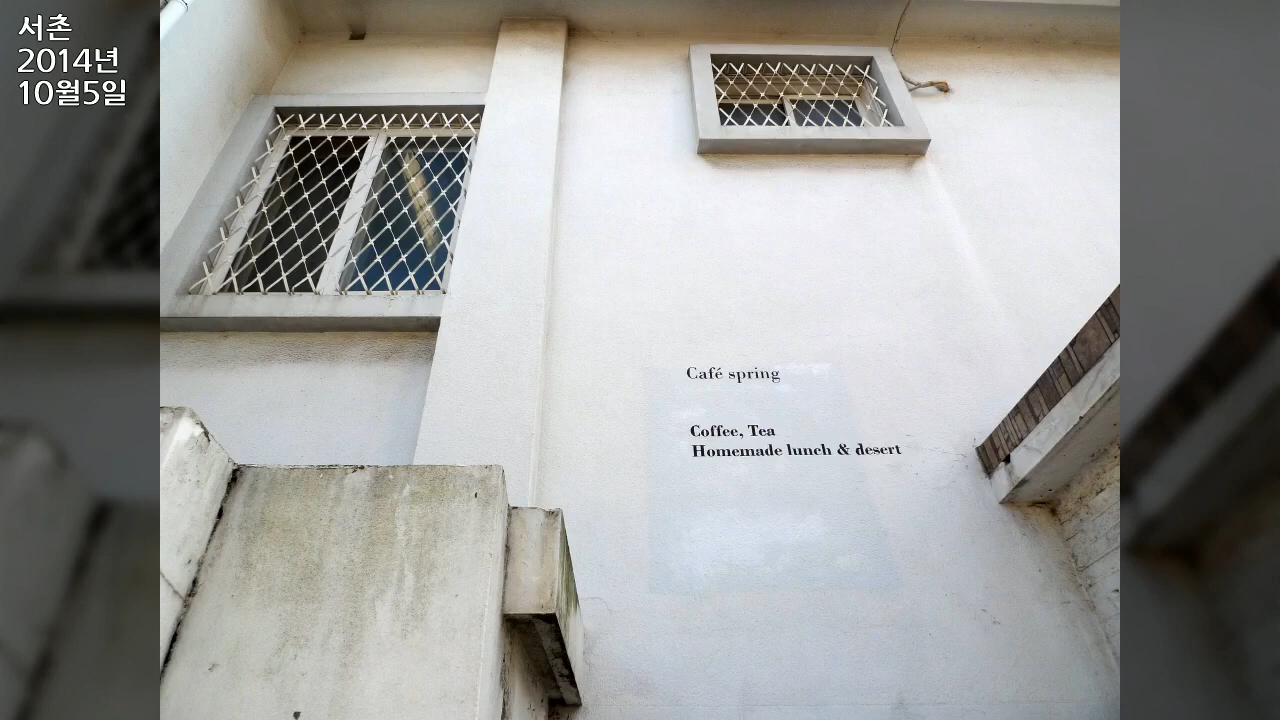 서촌
2014년
10월5일
Café spring
Coffee, Tea
Homemade lunch & desert